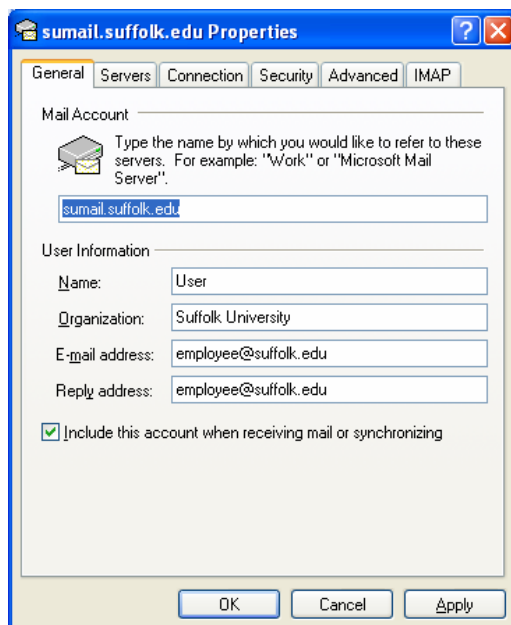 sumail.suffolk.edu Properties
General Servers Connection Security Advanced IMAP
Mail Account
Type the name by which you would like to refer to these
servers. For example: "Work" or "Microsoft Mail
Server".
sumail.suffolk.edu
User Information
Name: User
Organization: Suffolk University
E-mail address: employee@suffolk.edu
Reply address: employee@suffolk.edu
Include this account when receiving mail or synchronizing
OK Cancel Apply